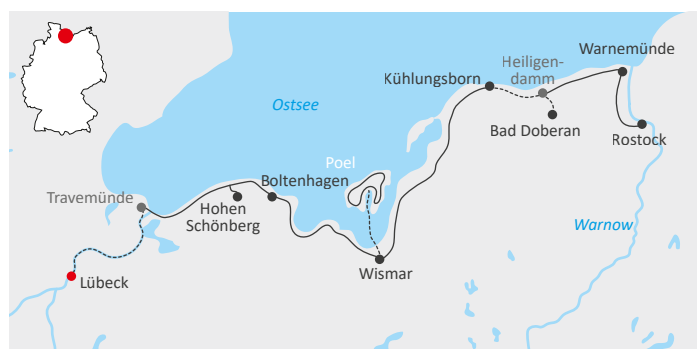 Warnemünde
Heiligen-
damm
Kühlungsborn
Ostsee
Bad Doberan
Rostock
Poel
Boltenhagen
Travemünde
Hohen
Schönberg
Warnow
Wismar
Lübeck